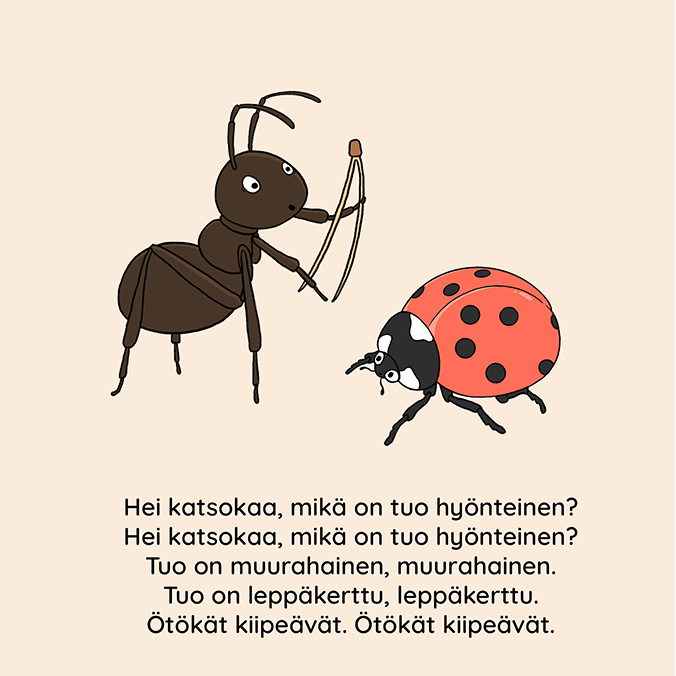 Hei katsokaa, mikä on tuo hyönteinen?
Hei katsokaa, mikä on tuo hyönteinen?
Tuo on muurahainen, muurahainen.
Tuo on leppäkerttu, leppäkerttu.
Ötökät kiipeävät. Ötökät kiipeävät.